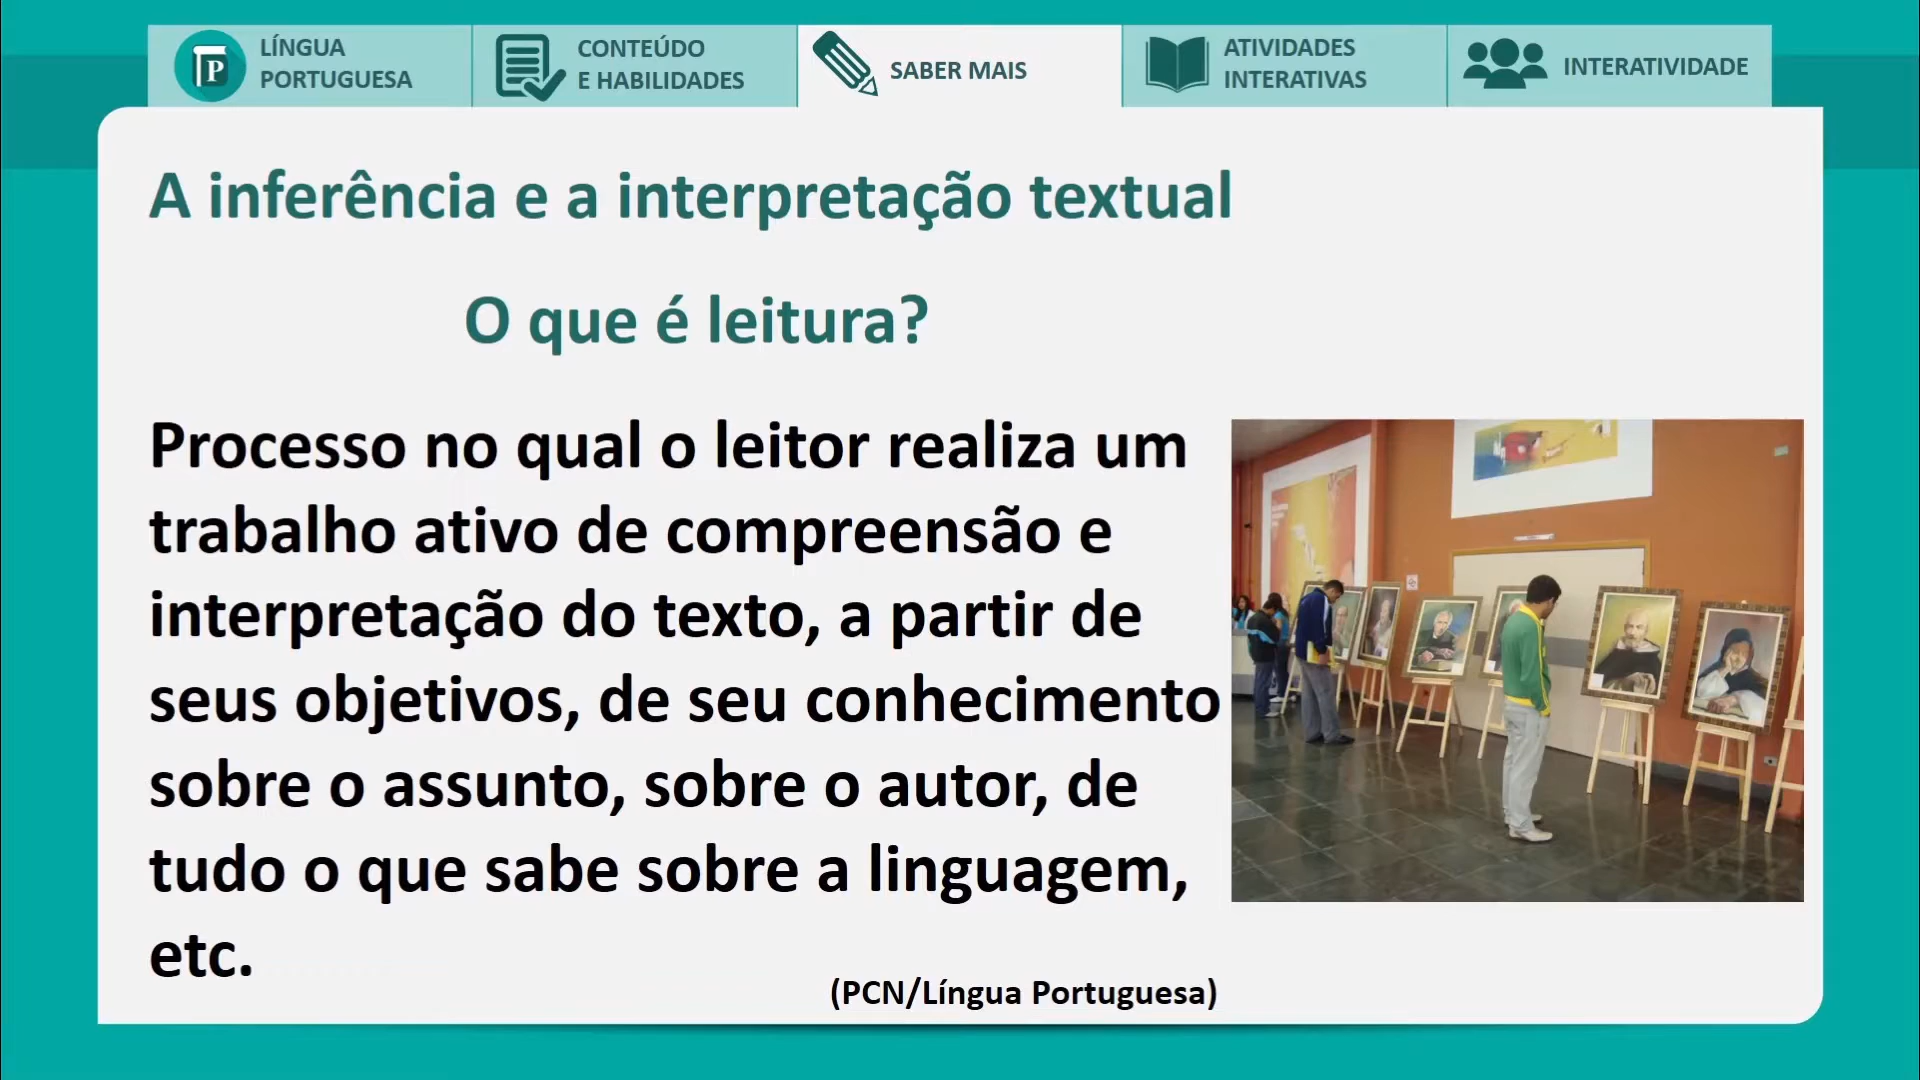 LÍNGUA
PORTUGUESA
CONTEÚDO
E HABILIDADES
SABER MAIS
ATIVIDADES
INTERATIVAS
INTERATIVIDADE
A inferência e a interpretação textual
O que é leitura?
Processo no qual o leitor realiza um
trabalho ativo de compreensão e
interpretação do texto, a partir de
seus objetivos, de seu conhecimento
sobre o assunto, sobre o autor, de
tudo o que sabe sobre a linguagem,
etc.
(PCN/Língua Portuguesa)